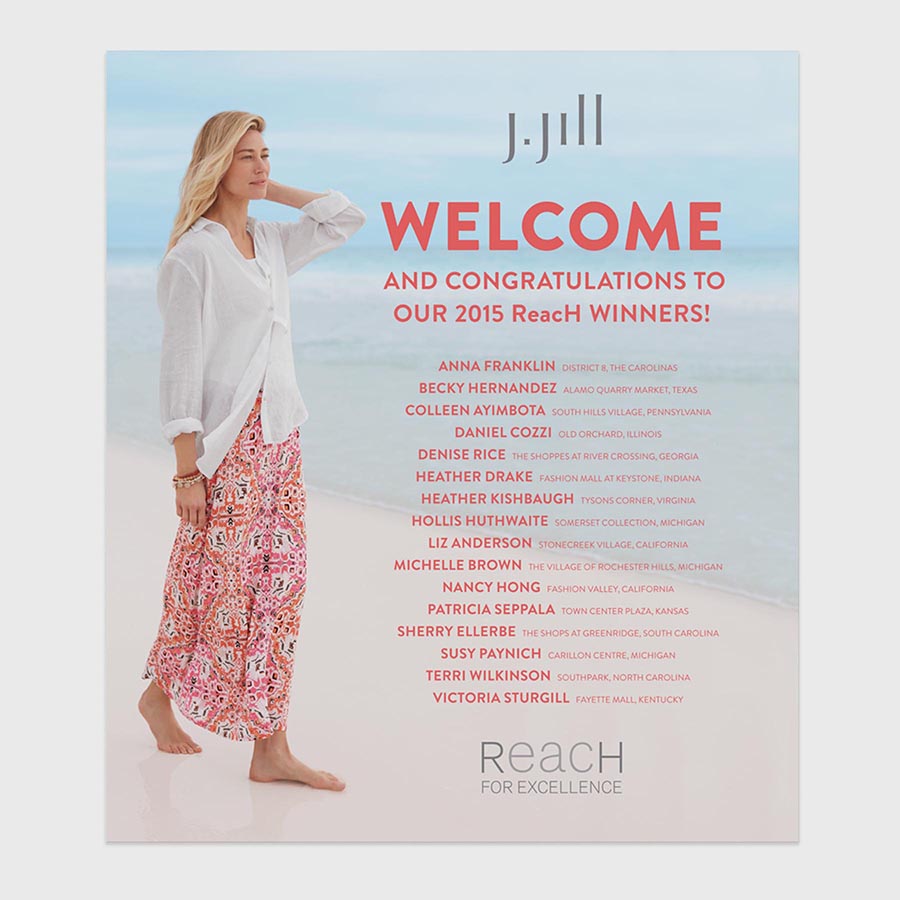 J.Jill
WELCOME
AND CONGRATULATIONS TO
OUR 2015 ReacH WINNERS!
ANNA FRANKLIN DISTRICT 8, THE CAROLINAS
BECKY HERNANDEZ ALAMO QUARRY MARKET, TEXAS
COLLEEN AYIMBOTA SOUTH HILLS VILLAGE, PENNSYLVANIA
DANIEL COZZI OLD ORCHARD, ILLINOIS
DENISE RICE THE SHOPPES AT RIVER CROSSING, GEORGIA
HEATHER DRAKE FASHION MALL AT KEYSTONE, INDIANA
HEATHER KISHBAUGH TYSONS CORNER, VIRGINIA
HOLLIS HUTHWAITE SOMERSET COLLECTION, MICHIGAN
LIZ ANDERSON STONECREEK VILLAGE, CALIFORNIA
MICHELLE BROWN THE VILLAGE OF ROCHESTER HILLS, MICHIGAN
NANCY HONG FASHION VALLEY, CALIFORNIA
PATRICIA SEPPALA TOWN CENTER PLAZA, KANSAS
SHERRY ELLERBE THE SHOPS AT GREENRIDGE, SOUTH CAROLINA
SUSY PAYNICH CARILLON CENTRE, MICHIGAN
TERRI WILKINSON SOUTHPARK, NORTH CAROLINA
VICTORIA STURGILL FAYETTE MALL, KENTUCKY
ReacH
FOR EXCELLENCE